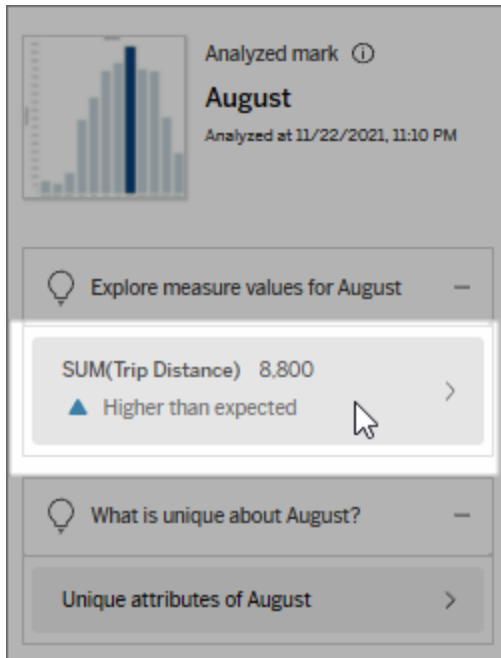 Analyzed mark
August
Analyzed at 11/22/2021, 11:10 PM
Explore measure values for August
SUM(Trip Distance) 8,800
Higher than expected
What is unique about August?
Unique attributes of August